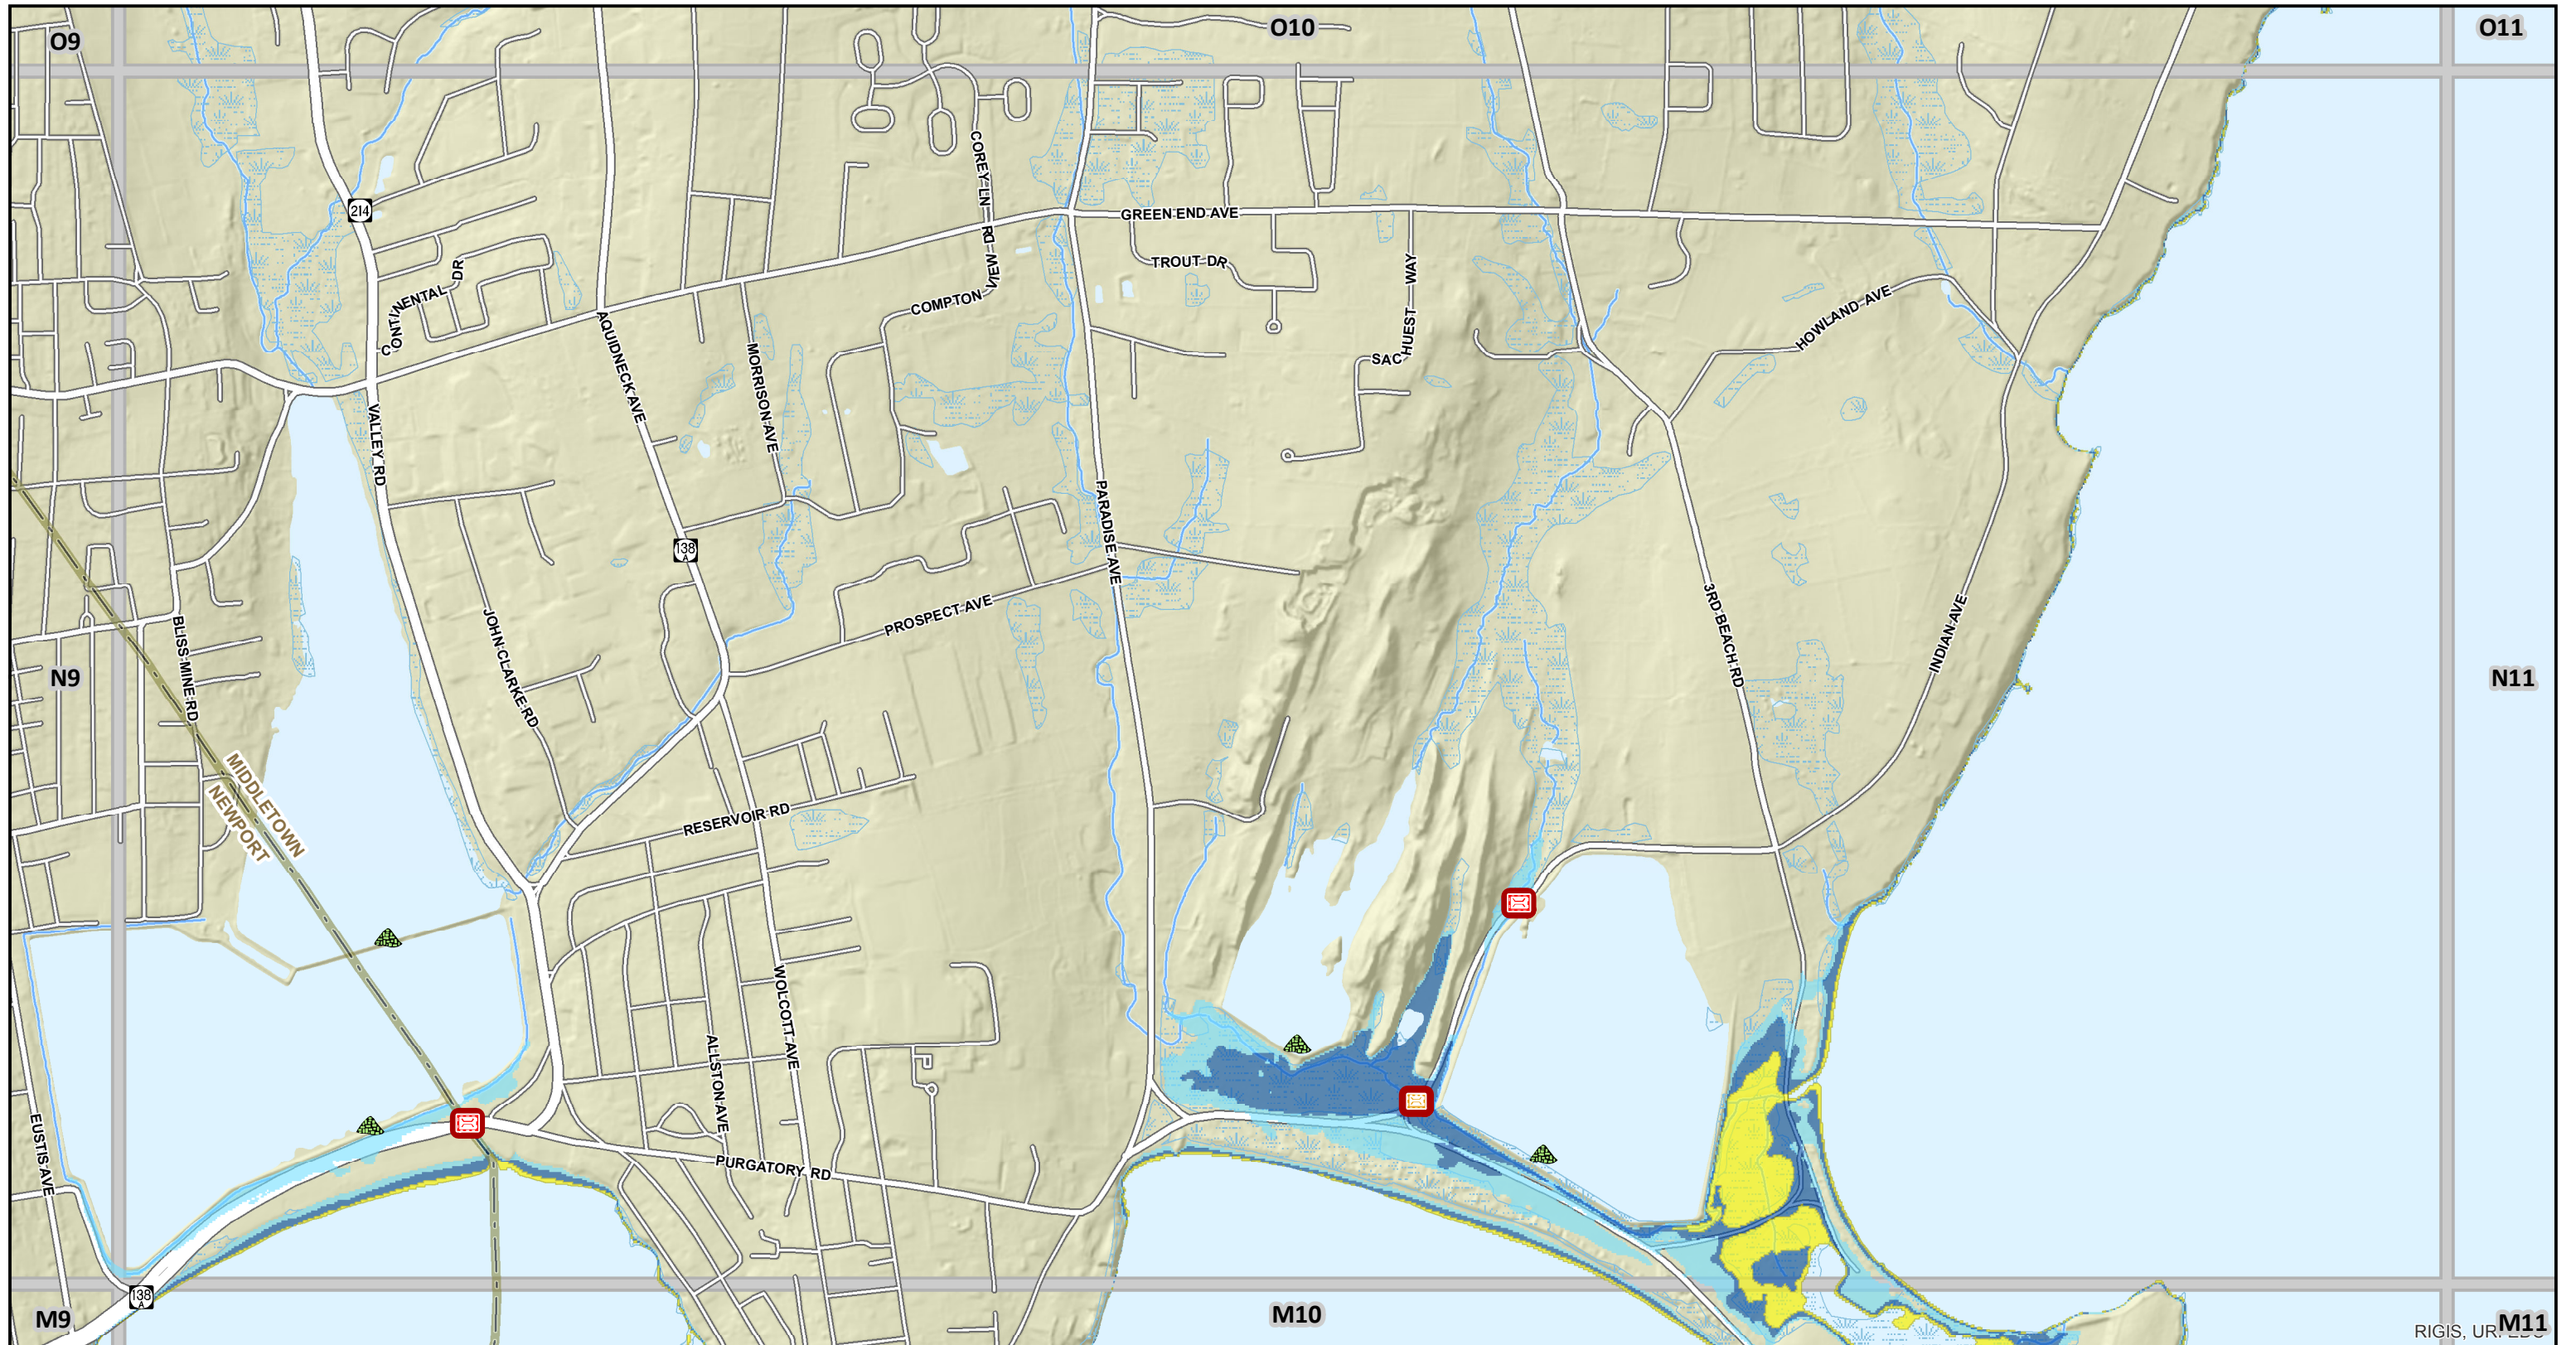 O9
O10
O11
214
COREY LN
RD
VIEW
GREEN END AVE
TROUT DR
CONTINENTAL DR
COMPTON
SACHUEST WAY
HOWLAND AVE
AQUIDNECK AVE
MORRISON AVE
VALLEY RD
PARADISE AVE
138
A
PROSPECT AVE
JOHN CLARKE RD
3RD BEACH RD
INDIAN AVE
BLISS MINE RD
N9
N11
MIDDLETOWN
NEWPORT
RESERVOIR RD
WOLCOTT AVE
ALLSTON AVE
EUSTIS AVE
PURGATORY RD
138
A
M9
M10
M11
RIGIS,